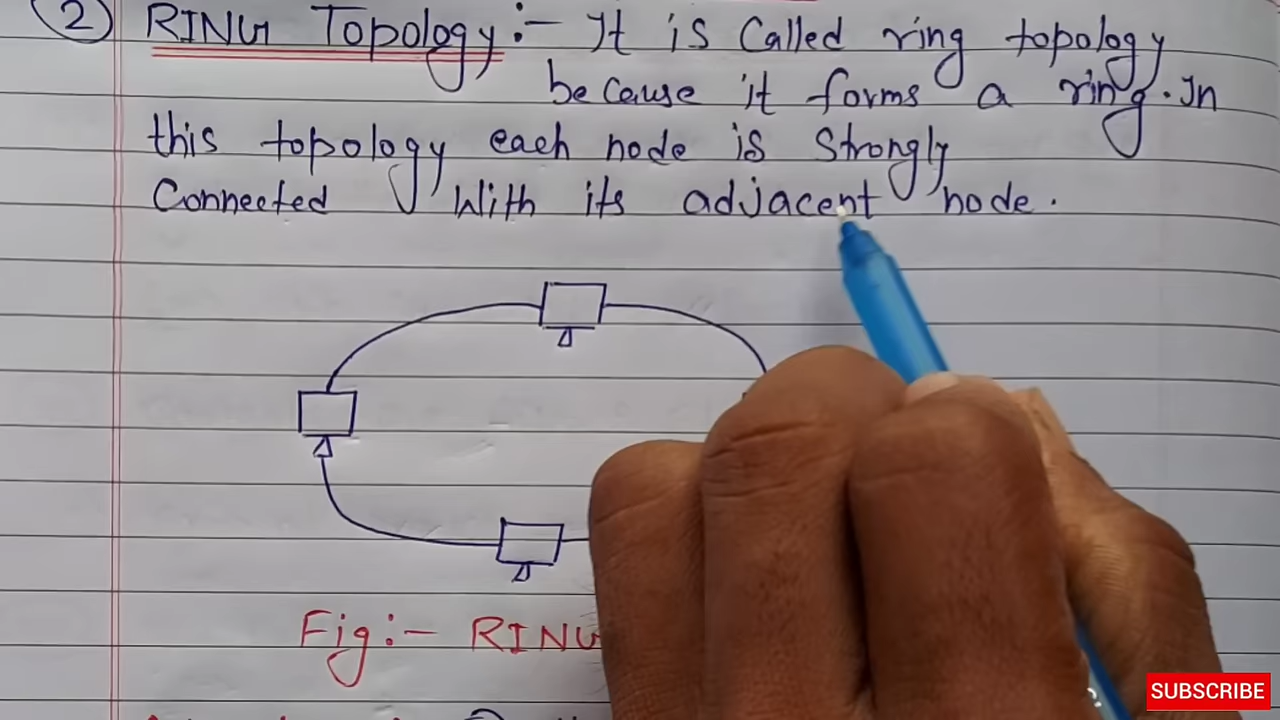 ② RING Topology :- It is Called ring topology
because it forms a ring. In
this topology each node is Strongly
Connected With its adjacent node.
Fig :- RING
SUBSCRIBE